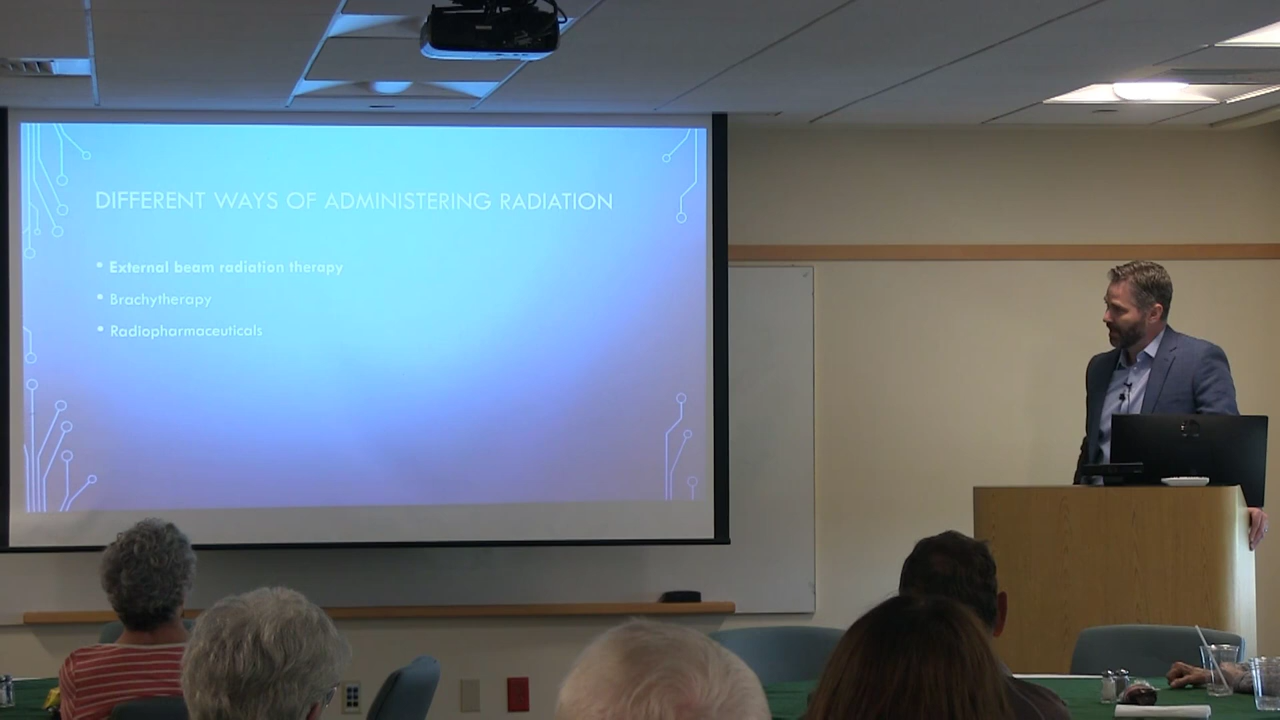 DIFFERENT WAYS OF ADMINISTERING RADIATION
• External beam radiation therapy
• Brachytherapy
• Radiopharmaceuticals